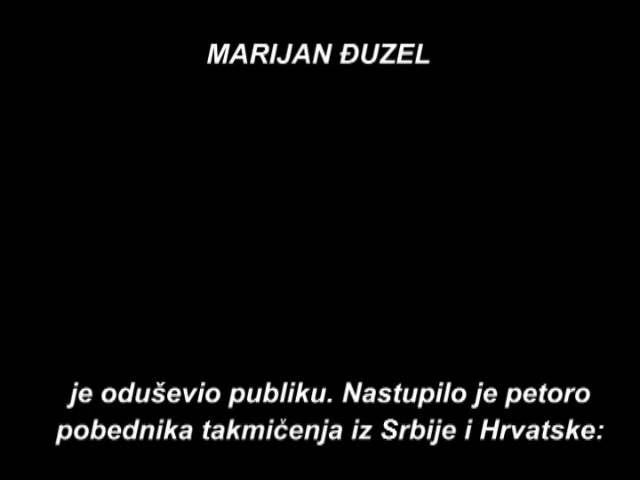 MARIJAN ĐUZEL
je oduševio publiku. Nastupilo je petoro
pobednika takmičenja iz Srbije i Hrvatske: